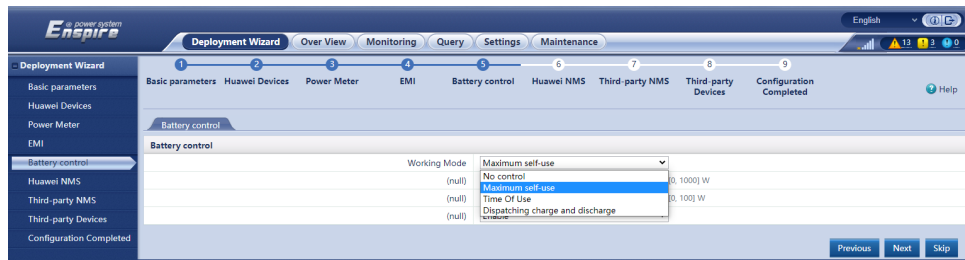 @ power system
Enspire
English
Deployment Wizard Over View Monitoring Query Settings Maintenance
13 3 0
Deployment Wizard
Basic parameters
Huawei Devices
Power Meter
EMI
Battery control
Huawei NMS
Third-party NMS
Third-party Devices
Configuration Completed
1 2 3 4 5 6 7 8 9
Basic parameters Huawei Devices Power Meter EMI Battery control Huawei NMS Third-party NMS Third-party Devices Configuration Completed
Help
Battery control
Battery control
Working Mode Maximum self-use
No control
Maximum self-use
Time Of Use
Dispatching charge and discharge
(null) 1000] W
(null) [0, 100] W
(null) Enable
Previous Next Skip